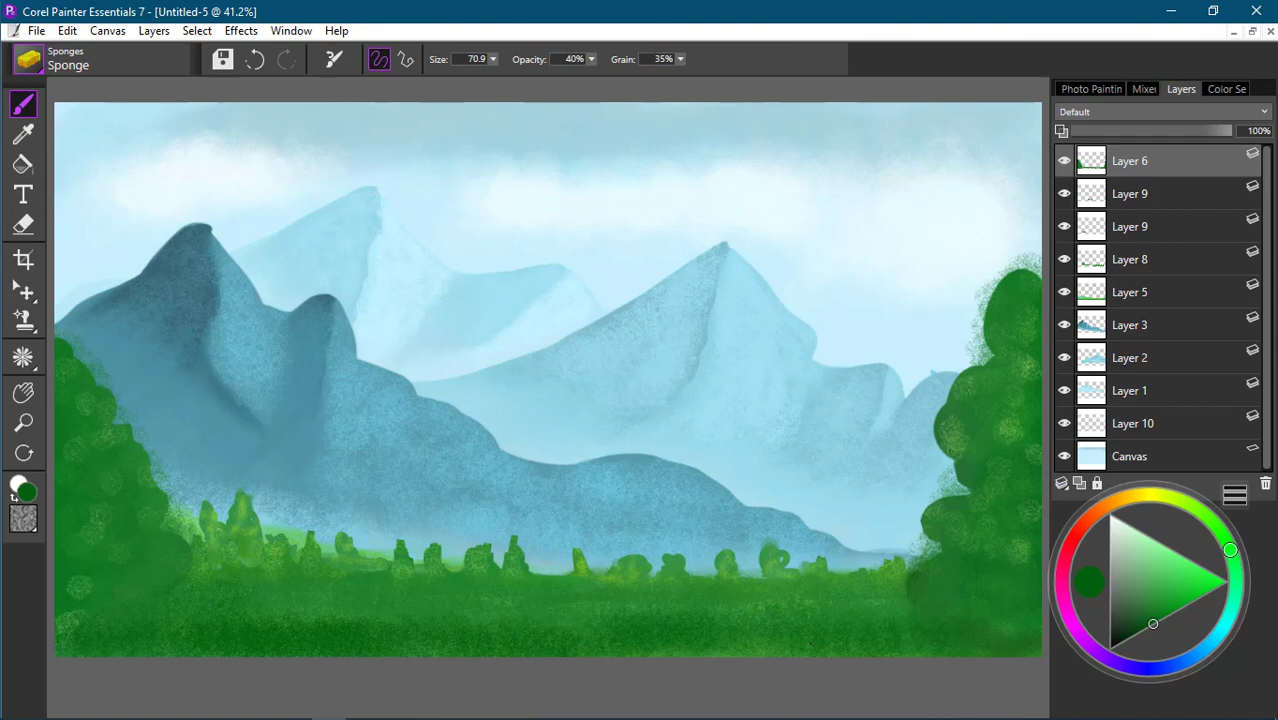 Corel Painter Essentials 7 - [Untitled-5 @ 41.2%]
File Edit Canvas Layers Select Effects Window Help
Sponges
Sponge
Size: 70.9 Opacity: 40% Grain: 35%
Photo Paintin Mixer Layers Color Se
Default
100%
Layer 6
Layer 9
Layer 9
Layer 8
Layer 5
Layer 3
Layer 2
Layer 1
Layer 10
Canvas